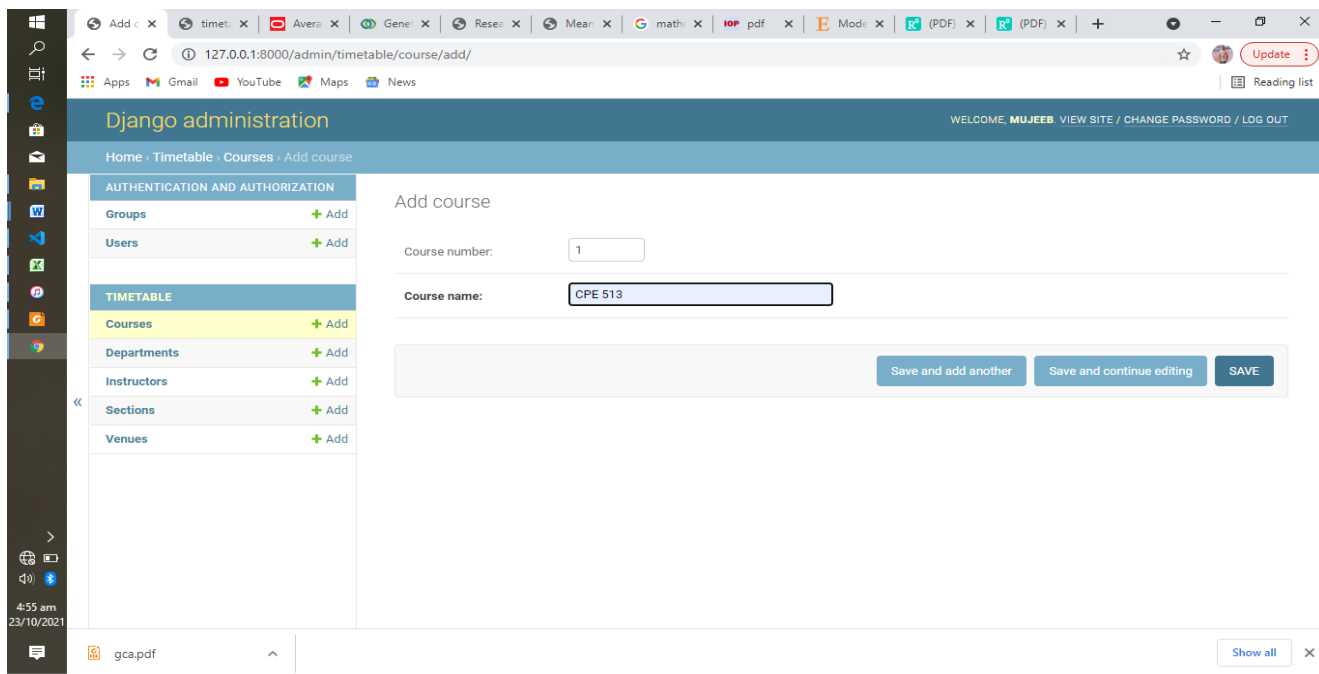 Add c
timeta
Avera
Genet
Resea
Mean
G math
IOP pdf
E Mode
R (PDF)
R (PDF)
127.0.0.1:8000/admin/timetable/course/add/
Update
Apps Gmail YouTube Maps News
Reading list
Django administration
WELCOME, MUJEEB. VIEW SITE / CHANGE PASSWORD / LOG OUT
Home › Timetable › Courses › Add course
AUTHENTICATION AND AUTHORIZATION
Groups + Add
Users + Add
TIMETABLE
Courses + Add
Departments + Add
Instructors + Add
Sections + Add
Venues + Add
«
Add course
Course number: 1
Course name: CPE 513
Save and add another Save and continue editing SAVE
4:55 am
23/10/2021
gca.pdf
Show all